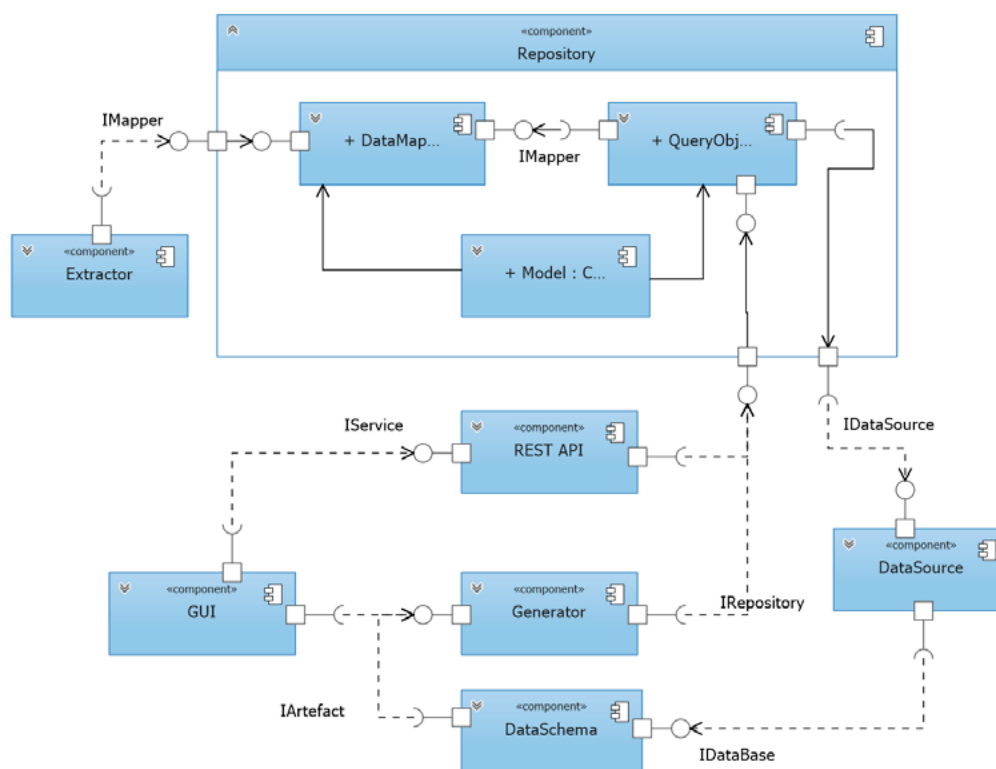 «component»
Repository
IMapper
+ DataMap...
IMapper
+ QueryObj...
«component»
Extractor
+ Model : C...
IService
«component»
REST API
IDataSource
«component»
DataSource
«component»
GUI
«component»
Generator
IRepository
IArtefact
«component»
DataSchema
IDataBase